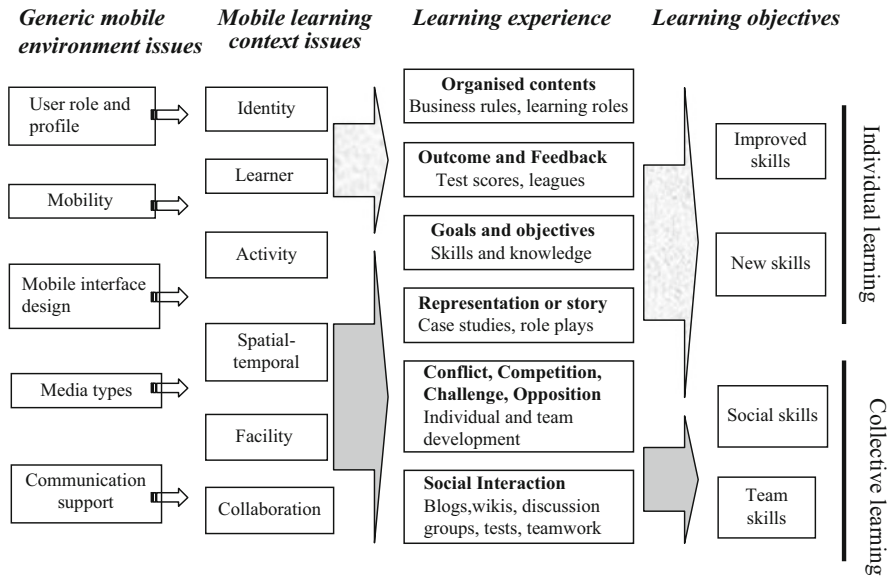 Generic mobile
environment issues
Mobile learning
context issues
Learning experience
Learning objectives
User role and
profile
Mobility
Mobile interface
design
Media types
Communication
support
Identity
Learner
Activity
Spatial-
temporal
Facility
Collaboration
Organised contents
Business rules, learning roles
Outcome and Feedback
Test scores, leagues
Goals and objectives
Skills and knowledge
Representation or story
Case studies, role plays
Conflict, Competition,
Challenge, Opposition
Individual and team
development
Social Interaction
Blogs,wikis, discussion
groups, tests, teamwork
Improved
skills
New skills
Social skills
Team
skills
Individual learning
Collective learning